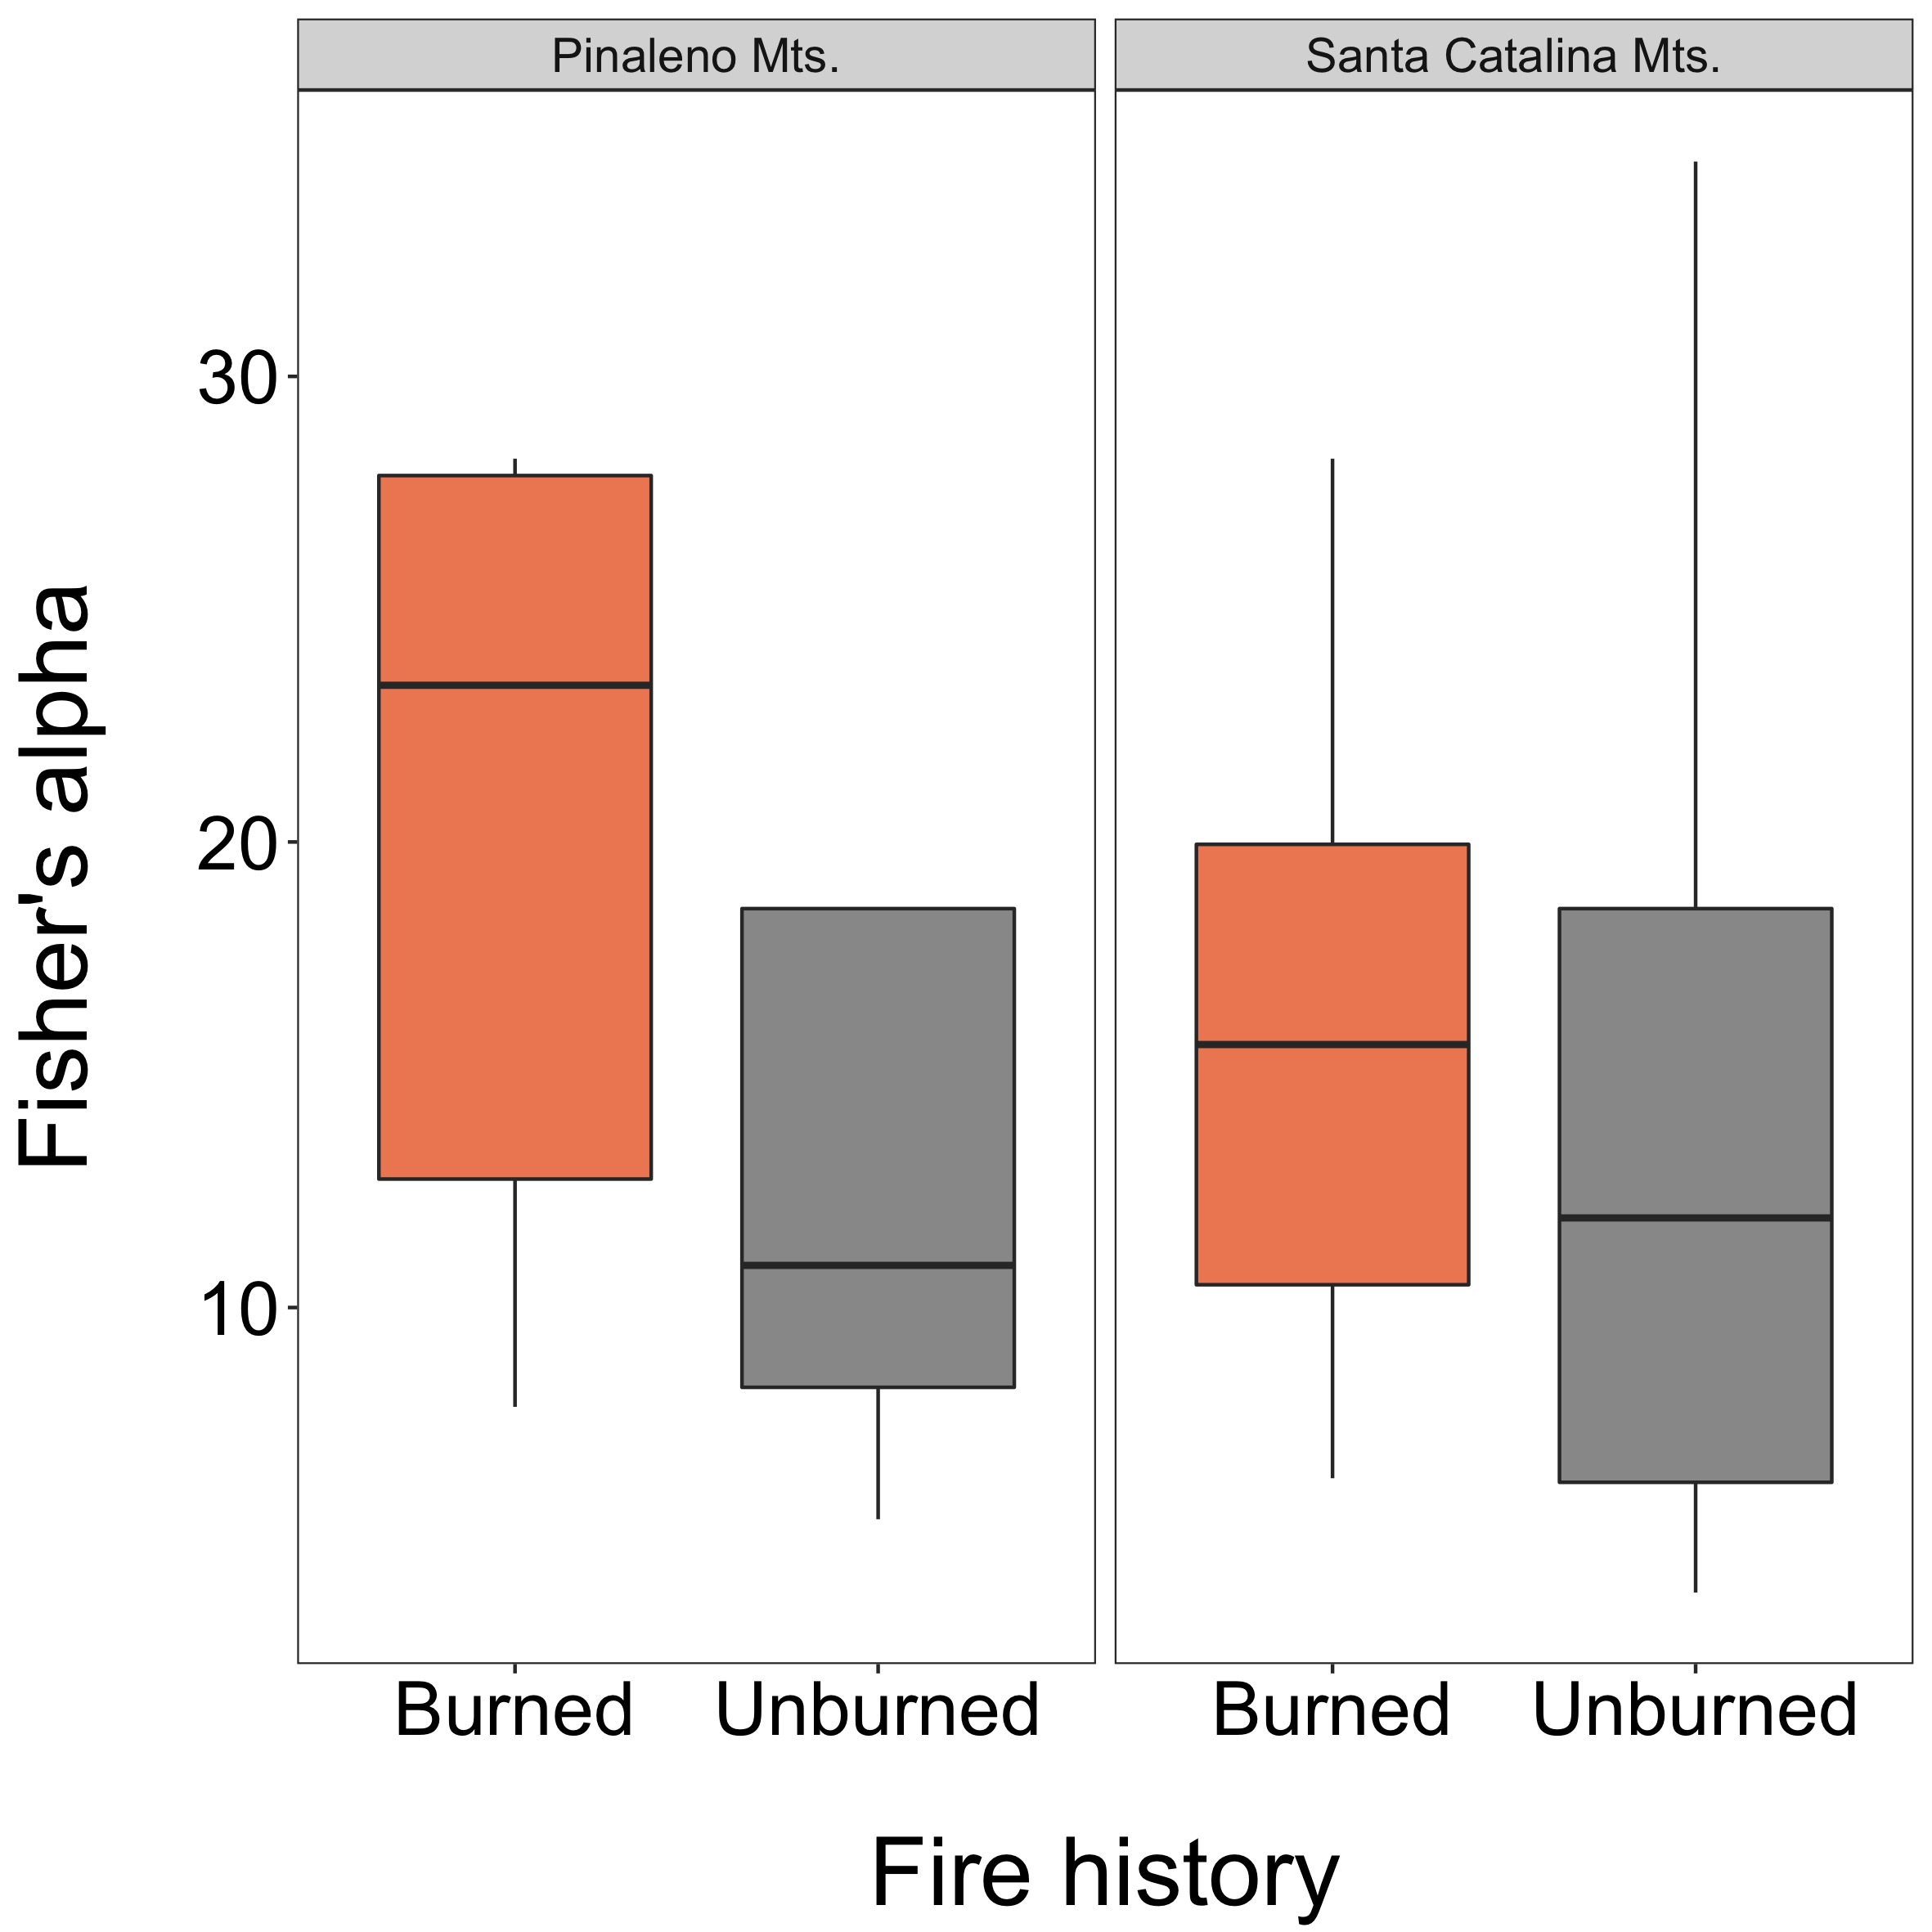 Pinaleno Mts.
Santa Catalina Mts.
Fisher's alpha
30
20
10
Burned
Unburned
Burned
Unburned
Fire history